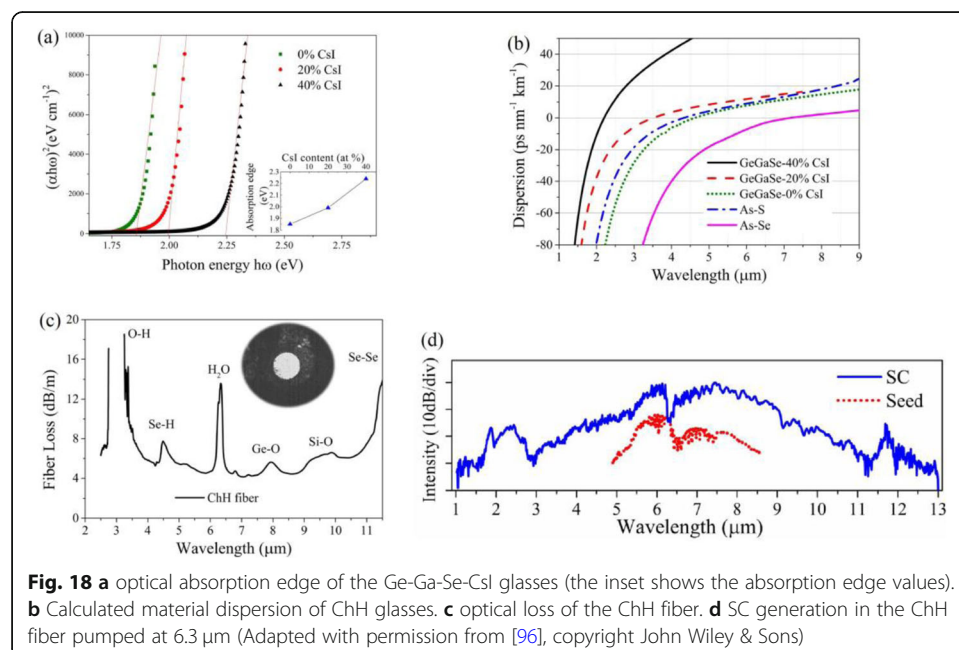 (a)
10000
8000
6000
4000
2000
0
(αhω)²(eV cm⁻¹)²
0% CsI
20% CsI
40% CsI
CsI content (at %)
0 20 40
2.3
2.2
2.1
2.0
1.9
1.8
Absorption edge
(eV)
1.75 2.00 2.25 2.50 2.75
Photon energy hω (eV)
(b)
40
20
0
-20
-40
-60
-80
Dispersion (ps nm⁻¹ km⁻¹)
GeGaSe-40% CsI
GeGaSe-20% CsI
GeGaSe-0% CsI
As-S
As-Se
1 2 3 4 5 6 7 8 9
Wavelength (μm)
(c)
20
16
12
8
4
0
Fiber Loss (dB/m)
O-H
Se-H
H₂O
Ge-O
Si-O
Se-Se
ChH fiber
2 3 4 5 6 7 8 9 10 11
Wavelength (μm)
(d)
Intensity (10dB/div)
SC
Seed
1 2 3 4 5 6 7 8 9 10 11 12 13
Wavelength (μm)
Fig. 18 a optical absorption edge of the Ge-Ga-Se-CsI glasses (the inset shows the absorption edge values).
b Calculated material dispersion of ChH glasses. c optical loss of the ChH fiber. d SC generation in the ChH
fiber pumped at 6.3 μm (Adapted with permission from [96], copyright John Wiley & Sons)